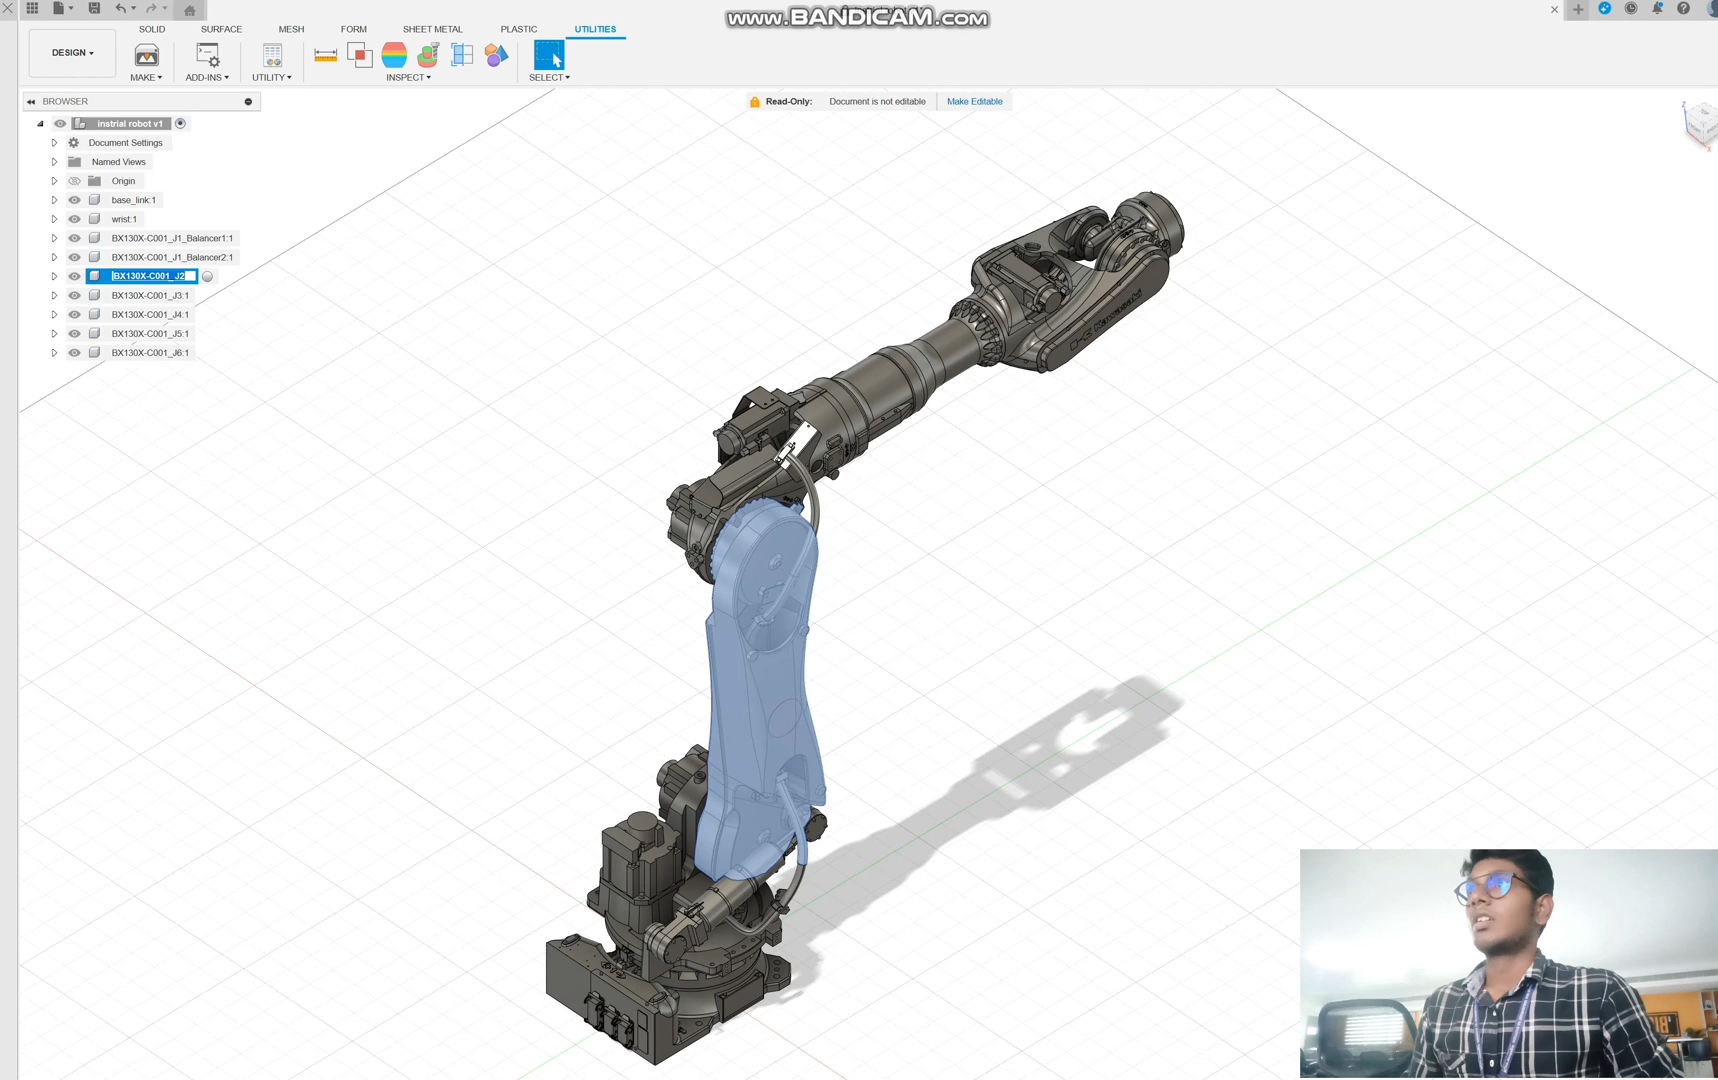 www.BANDICAM.com
SOLID
SURFACE
MESH
FORM
SHEET METAL
PLASTIC
UTILITIES
DESIGN
MAKE
ADD-INS
UTILITY
INSPECT
SELECT
BROWSER
Read-Only: Document is not editable
Make Editable
instrial robot v1
Document Settings
Named Views
Origin
base_link:1
wrist:1
BX130X-C001_J1_Balancer1:1
BX130X-C001_J1_Balancer2:1
BX130X-C001_J2
BX130X-C001_J3:1
BX130X-C001_J4:1
BX130X-C001_J5:1
BX130X-C001_J6:1
Z
X
Kawasaki